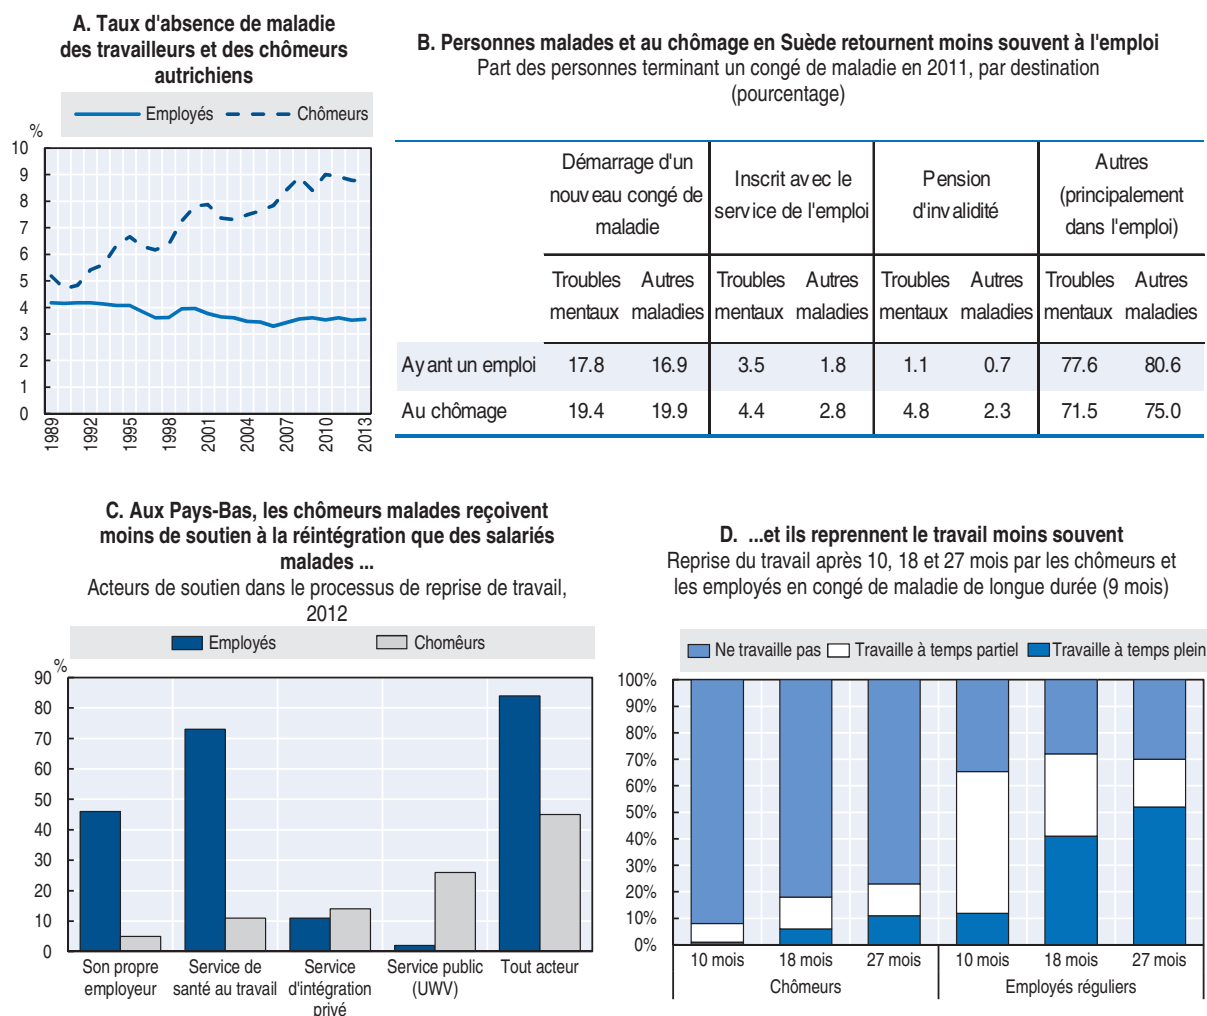 A. Taux d'absence de maladie
des travailleurs et des chômeurs
autrichiens
Employés Chômeurs
%
10
9
8
7
6
5
4
3
2
1
0
1989 1992 1995 1998 2001 2004 2007 2010 2013
B. Personnes malades et au chômage en Suède retournent moins souvent à l'emploi
Part des personnes terminant un congé de maladie en 2011, par destination
(pourcentage)
Démarrage d'un nouveau congé de maladie Inscrit avec le service de l'emploi Pension d'invalidité Autres (principalement dans l'emploi)
Troubles mentaux Autres maladies Troubles mentaux Autres maladies Troubles mentaux Autres maladies Troubles mentaux Autres maladies
Ayant un emploi 17.8 16.9 3.5 1.8 1.1 0.7 77.6 80.6
Au chômage 19.4 19.9 4.4 2.8 4.8 2.3 71.5 75.0
C. Aux Pays-Bas, les chômeurs malades reçoivent
moins de soutien à la réintégration que des salariés
malades ...
Acteurs de soutien dans le processus de reprise de travail,
2012
Employés Chomêurs
%
90
80
70
60
50
40
30
20
10
0
Son propre employeur Service de santé au travail Service d'intégration privé Service public (UWV) Tout acteur
D. ...et ils reprennent le travail moins souvent
Reprise du travail après 10, 18 et 27 mois par les chômeurs et
les employés en congé de maladie de longue durée (9 mois)
Ne travaille pas Travaille à temps partiel Travaille à temps plein
100%
90%
80%
70%
60%
50%
40%
30%
20%
10%
0%
10 mois 18 mois 27 mois 10 mois 18 mois 27 mois
Chômeurs Employés réguliers